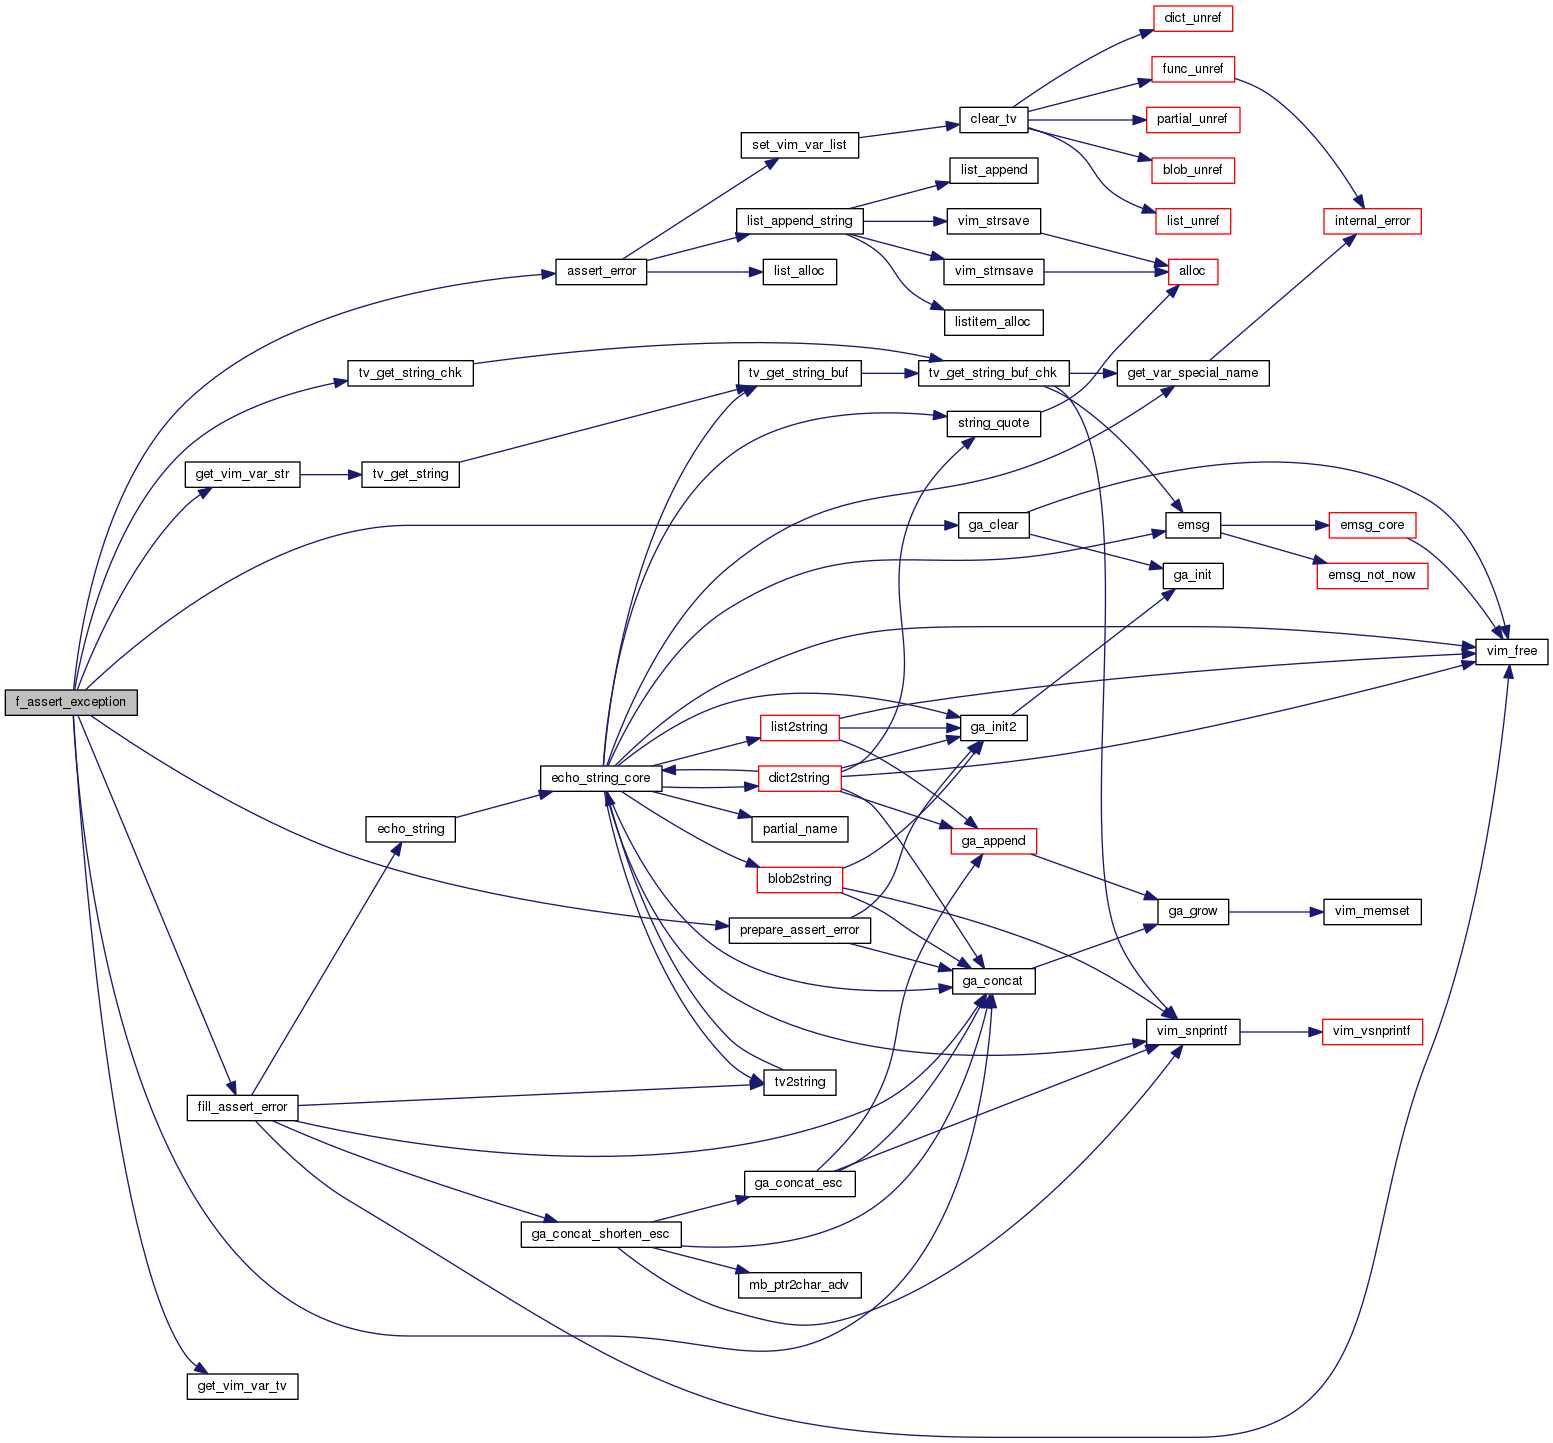 dict_unref
func_unref
clear_tv
partial_unref
set_vim_var_list
list_append
blob_unref
list_append_string
vim_strsave
list_unref
internal_error
assert_error
list_alloc
vim_strnsave
alloc
listitem_alloc
tv_get_string_chk
tv_get_string_buf
tv_get_string_buf_chk
get_var_special_name
string_quote
get_vim_var_str
tv_get_string
ga_clear
emsg
emsg_core
ga_init
emsg_not_now
vim_free
f_assert_exception
list2string
ga_init2
echo_string_core
dict2string
echo_string
partial_name
ga_append
blob2string
ga_grow
vim_memset
prepare_assert_error
ga_concat
vim_snprintf
vim_vsnprintf
tv2string
fill_assert_error
ga_concat_esc
ga_concat_shorten_esc
mb_ptr2char_adv
get_vim_var_tv